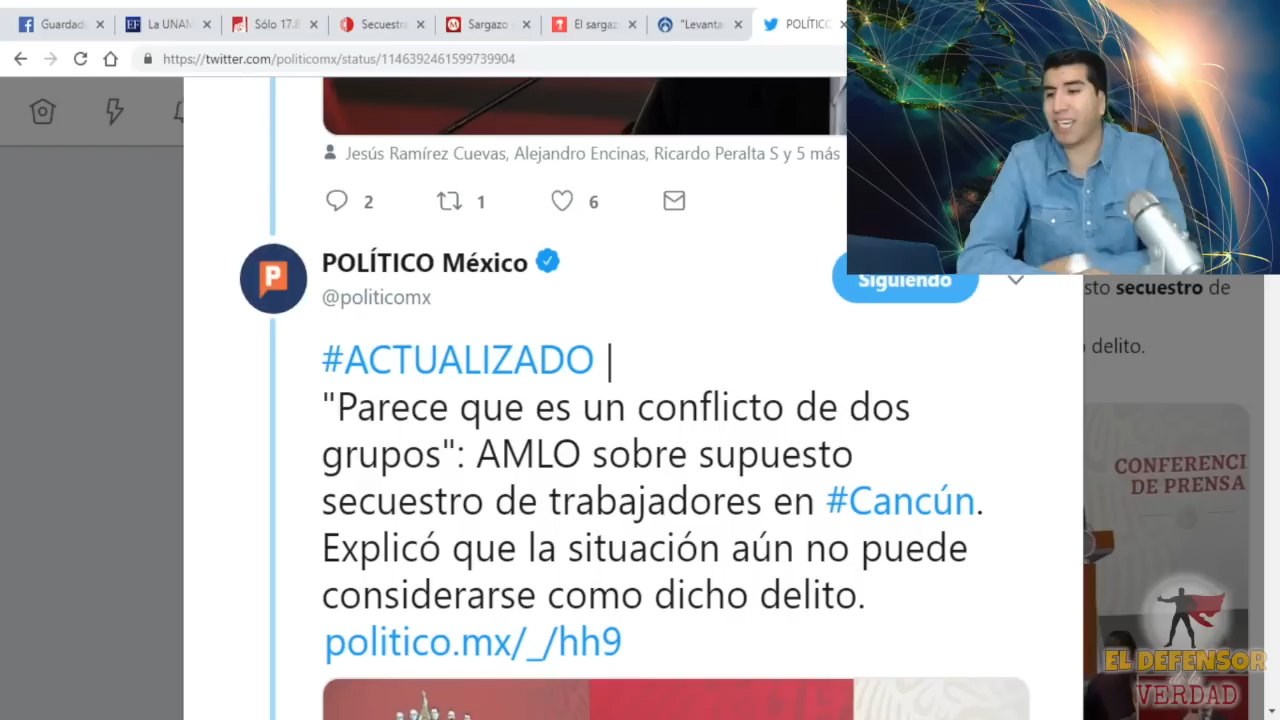 Guardad
La UNAM
Sólo 17.8
Secuestr
Sargazo
El sargaz
"Levanta
POLÍTICO
https://twitter.com/politicomx/status/1146392461599739904
Jesús Ramírez Cuevas, Alejandro Encinas, Ricardo Peralta S y 5 más
2
1
6
POLÍTICO México
@politicomx
Siguiendo
sto secuestro de
delito.
#ACTUALIZADO |
"Parece que es un conflicto de dos
grupos": AMLO sobre supuesto
secuestro de trabajadores en #Cancún.
Explicó que la situación aún no puede
considerarse como dicho delito.
politico.mx/_/hh9
CONFERENCI
DE PRENSA
EL DEFENSOR
de la
VERDAD